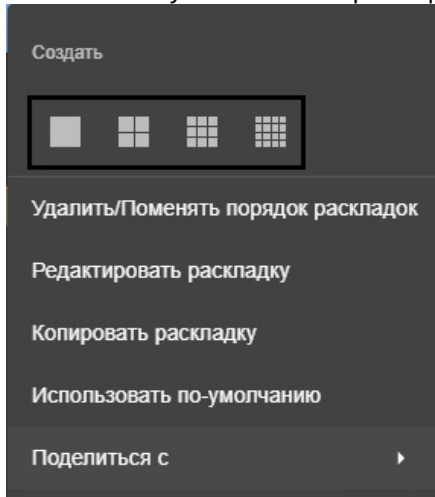 Создать
Удалить/Поменять порядок раскладок
Редактировать раскладку
Копировать раскладку
Использовать по-умолчанию
Поделиться с